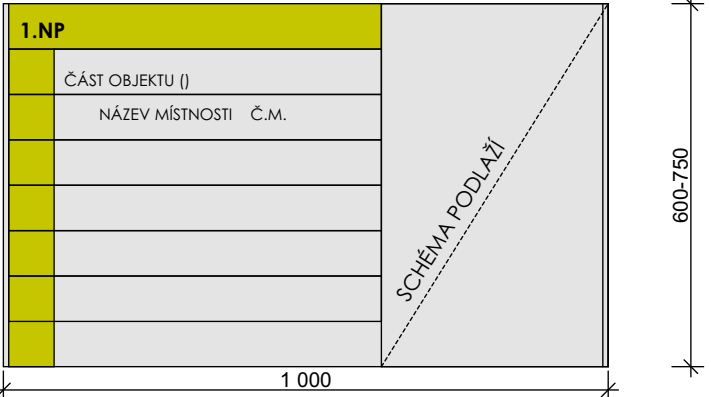 1.NP
ČÁST OBJEKTU ()
NÁZEV MÍSTNOSTI Č.M.
SCHÉMA PODLAŽÍ
600-750
1 000